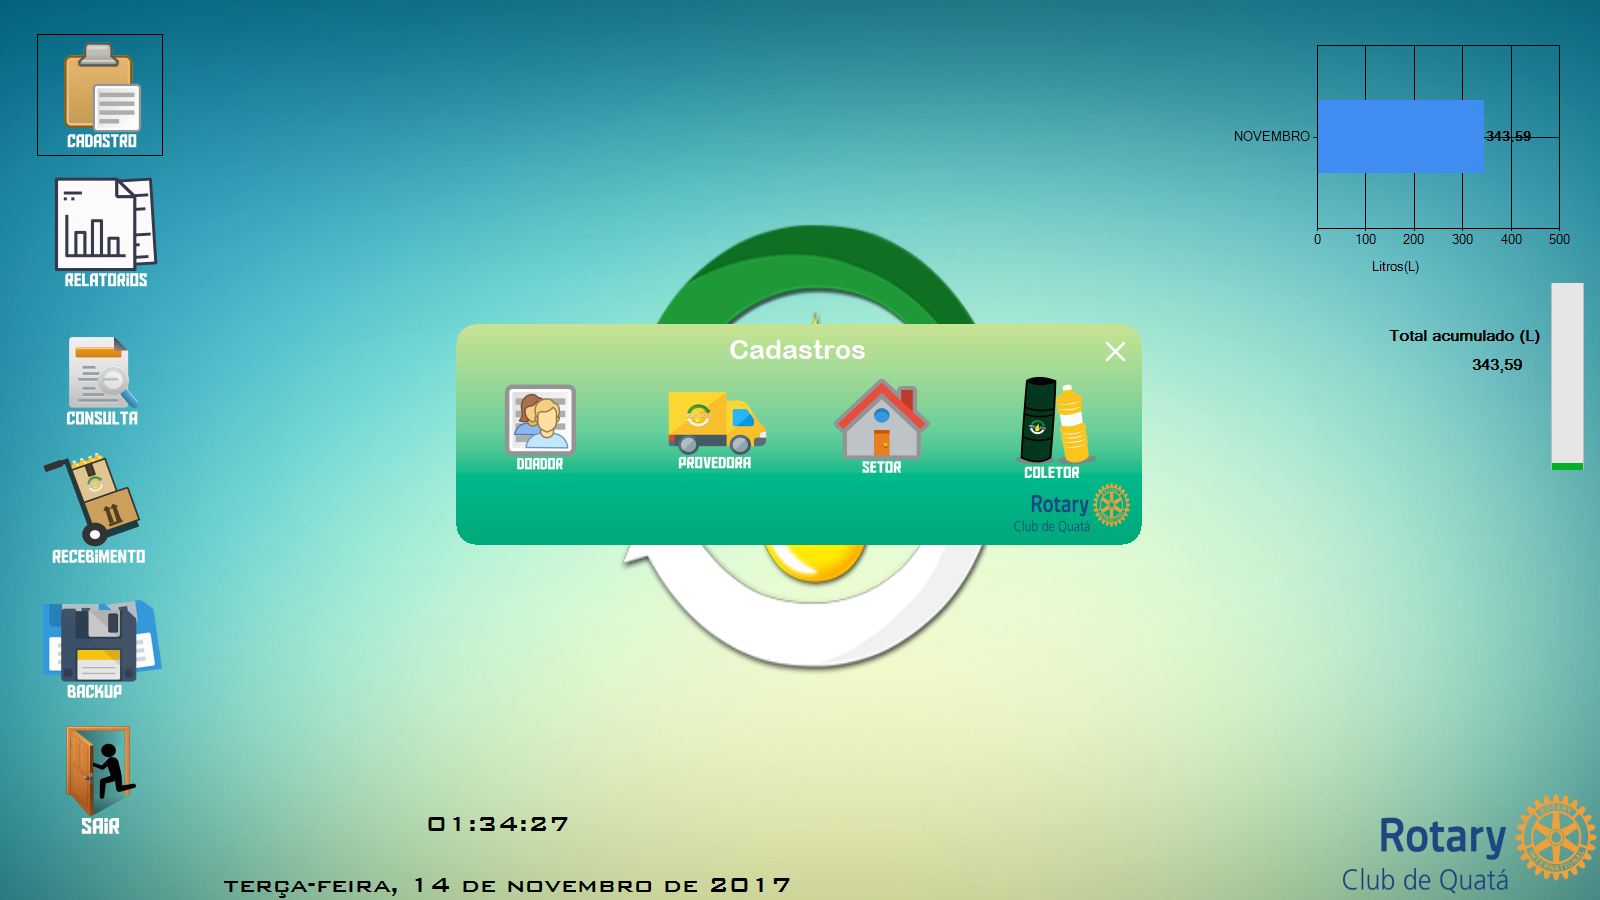 CADASTRO
RELATORIOS
CONSULTA
RECEBIMENTO
BACKUP
SAIR
Cadastros
DOADOR
PROVEDORA
SETOR
COLETOR
Rotary
Club de Quatá
NOVEMBRO
343,59
0 100 200 300 400 500
Litros(L)
Total acumulado (L)
343,59
01:34:27
TERÇA-FEIRA, 14 DE NOVEMBRO DE 2017
Rotary
Club de Quatá
ROTARY
INTERNATIONAL